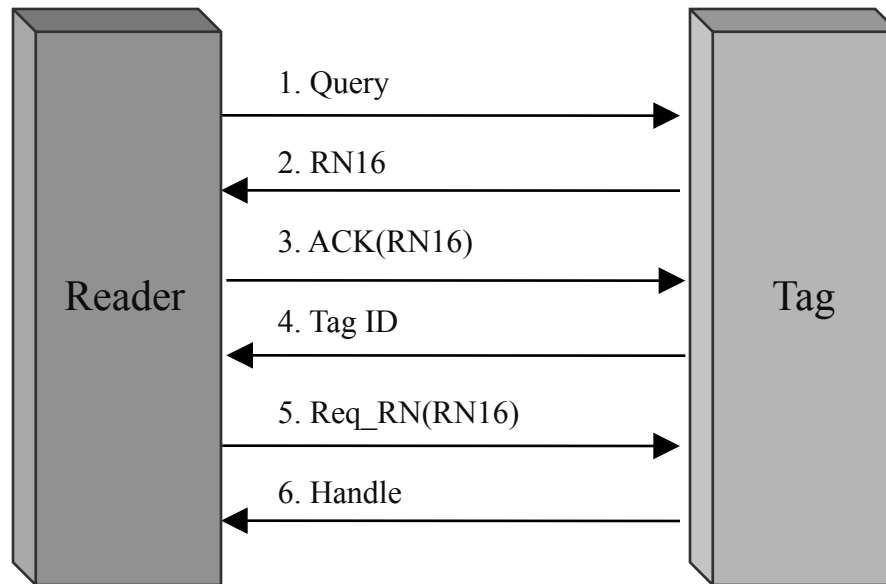 1. Query
2. RN16
3. ACK(RN16)
Reader
Tag
4. Tag ID
5. Req_RN(RN16)
6. Handle